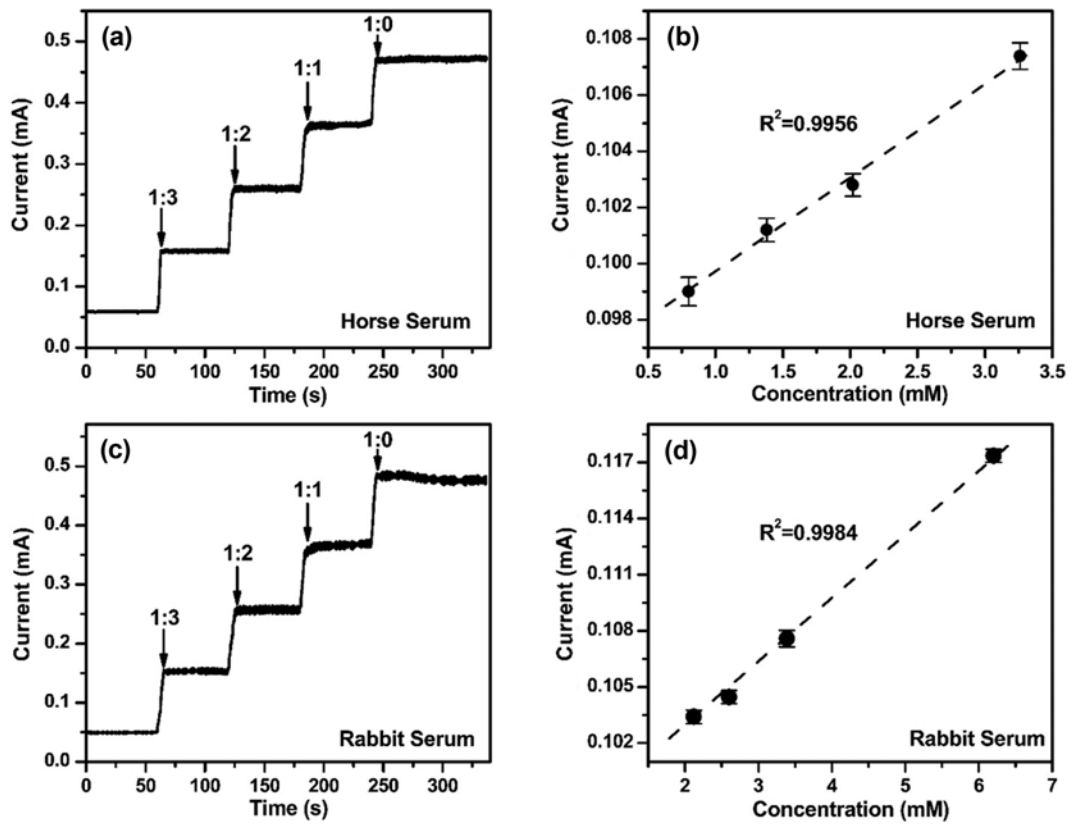 (a)
1:0
1:1
1:2
1:3
0.5
0.4
0.3
0.2
0.1
0.0
Current (mA)
Horse Serum
0 50 100 150 200 250 300
Time (s)
(b)
R²=0.9956
0.108
0.106
0.104
0.102
0.100
0.098
Current (mA)
Horse Serum
0.5 1.0 1.5 2.0 2.5 3.0 3.5
Concentration (mM)
(c)
1:0
1:1
1:2
1:3
0.5
0.4
0.3
0.2
0.1
0.0
Current (mA)
Rabbit Serum
0 50 100 150 200 250 300
Time (s)
(d)
R²=0.9984
0.117
0.114
0.111
0.108
0.105
0.102
Current (mA)
Rabbit Serum
2 3 4 5 6 7
Concentration (mM)